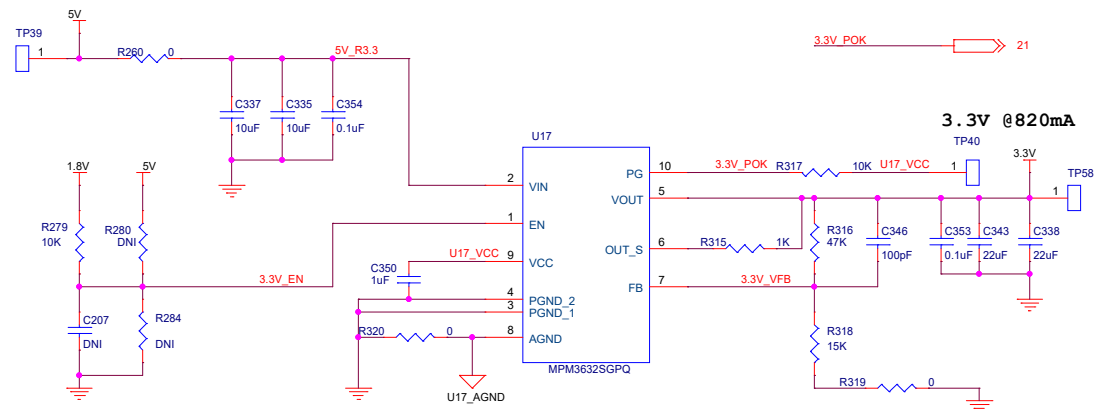 5V
TP39
1
R260
0
5V_R3.3
3.3V_POK
21
C337
10uF
C335
10uF
C354
0.1uF
3.3V @820mA
U17
TP40
1.8V
5V
2
VIN
PG
10
3.3V_POK
R317
10K
U17_VCC
1
3.3V
TP58
1
VOUT
5
1
EN
R279
10K
R280
DNI
R316
47K
C346
100pF
C353
0.1uF
C343
22uF
C338
22uF
OUT_S
6
R315
1K
U17_VCC
9
VCC
C350
1uF
3.3V_EN
FB
7
3.3V_VFB
4
PGND_2
3
PGND_1
C207
DNI
R284
DNI
R320
0
8
AGND
R318
15K
MPM3632SGPQ
R319
0
U17_AGND